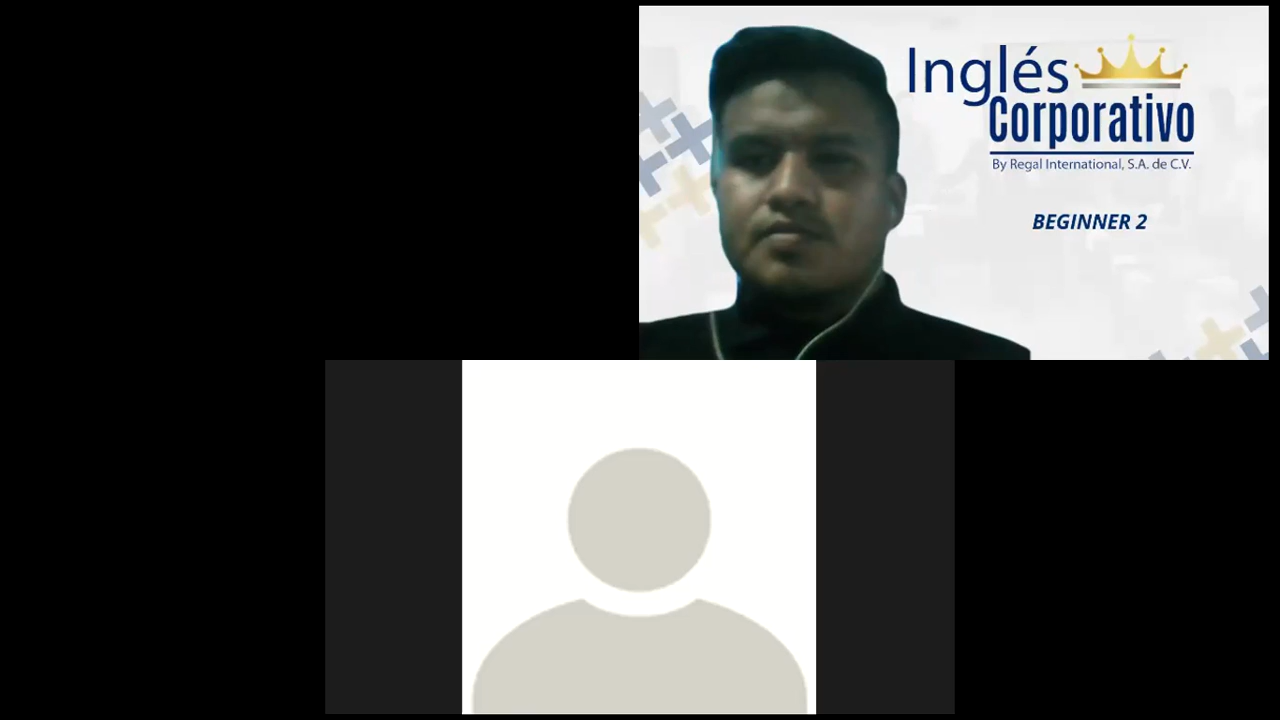 Inglés
Corporativo
By Regal International, S.A. de C.V.
BEGINNER 2